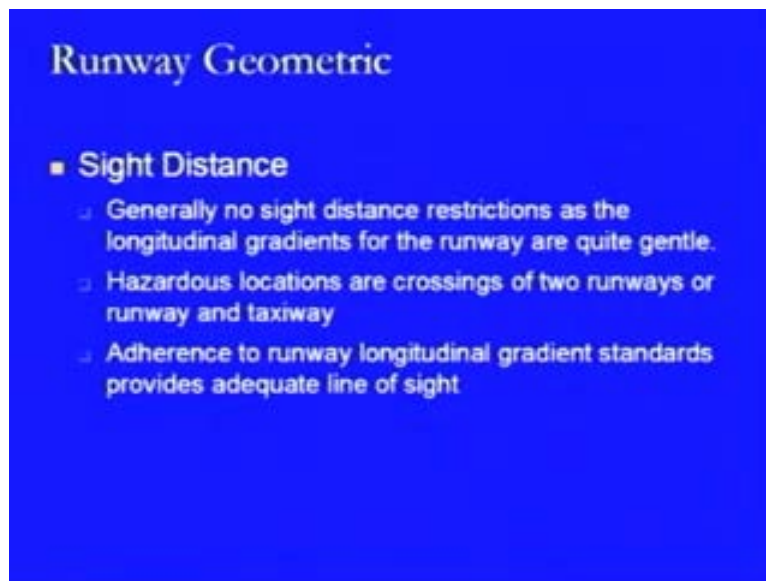 Runway Geometric
Sight Distance
Generally no sight distance restrictions as the
longitudinal gradients for the runway are quite gentle.
Hazardous locations are crossings of two runways or
runway and taxiway
Adherence to runway longitudinal gradient standards
provides adequate line of sight